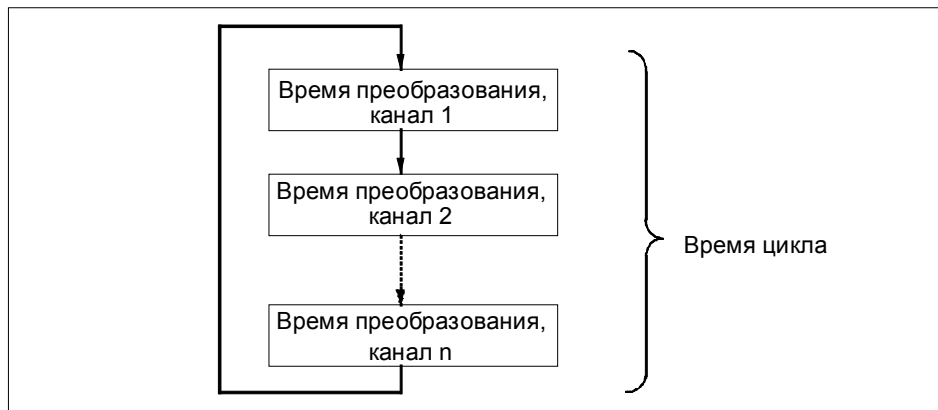 Время преобразования,
канал 1
Время преобразования,
канал 2
Время цикла
Время преобразования,
канал n